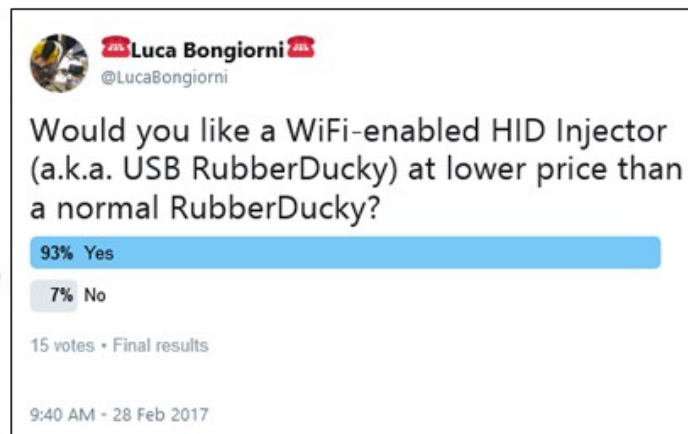 ☎️Luca Bongiorni☎️
@LucaBongiorni
Would you like a WiFi-enabled HID Injector
(a.k.a. USB RubberDucky) at lower price than
a normal RubberDucky?
93% Yes
7% No
15 votes • Final results
9:40 AM - 28 Feb 2017